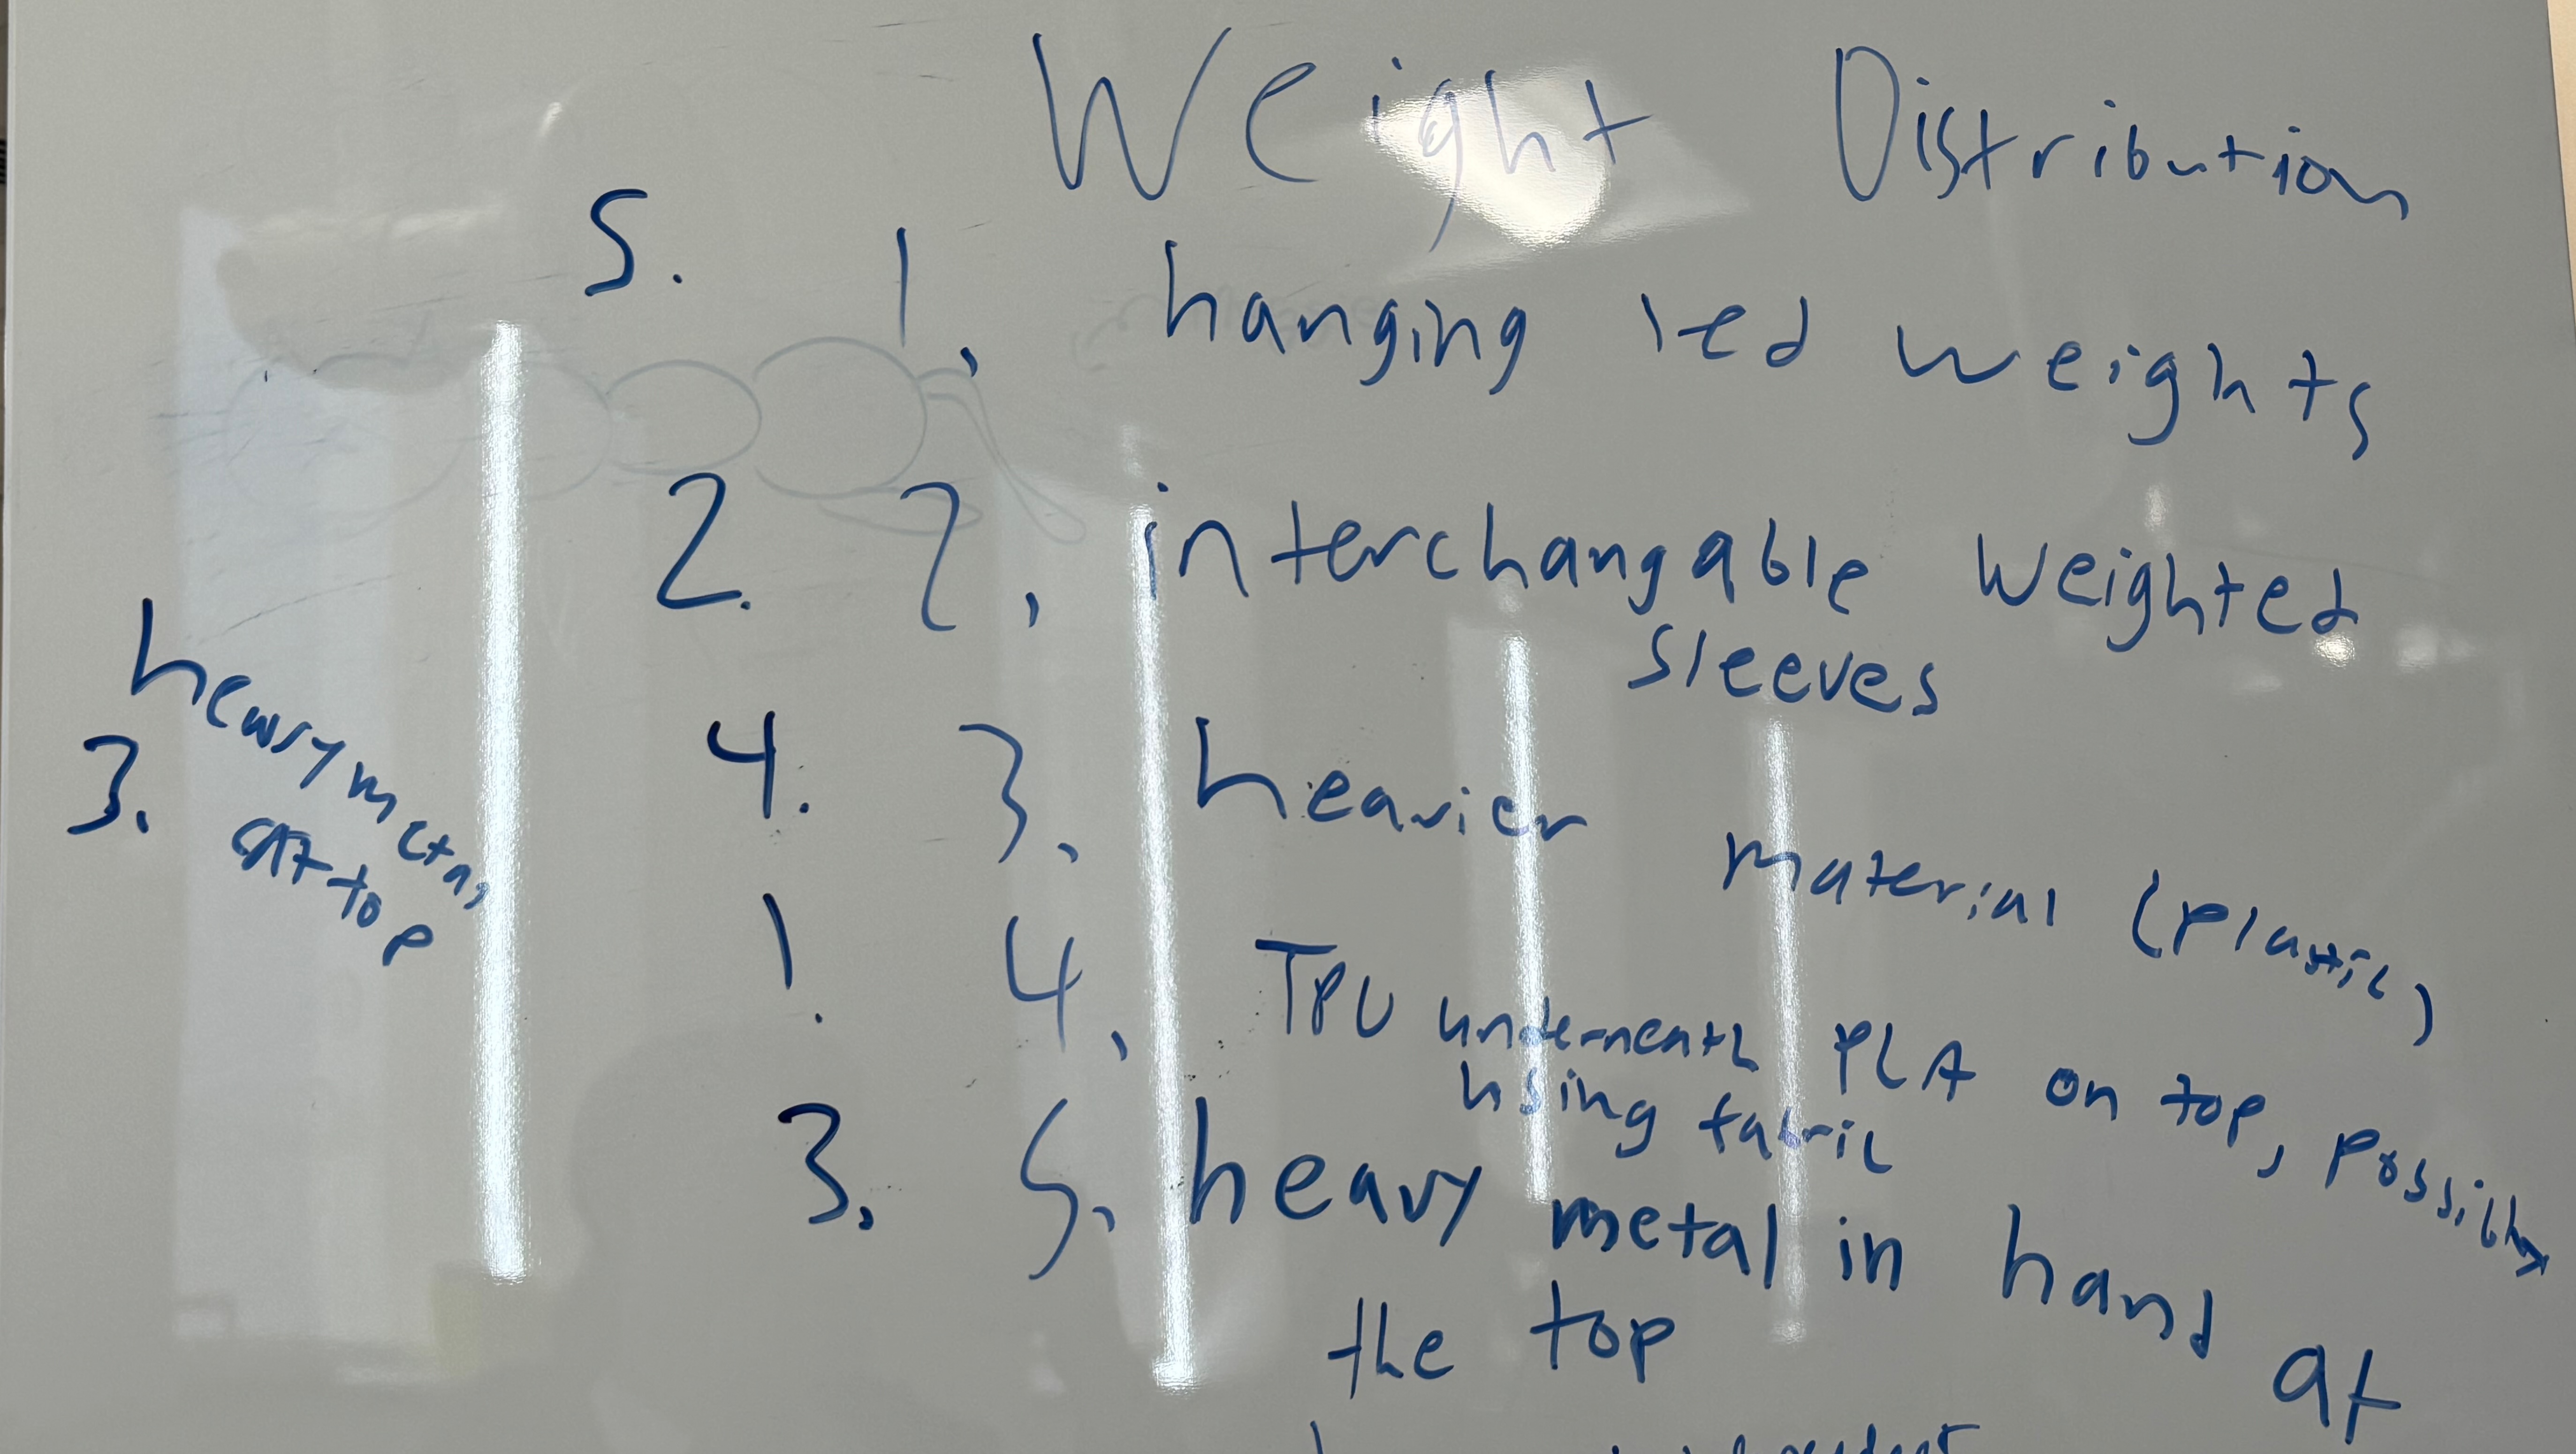 Weight Distribution
5. 1. hanging led weights
2. 2. interchangable weighted
sleeves
4. 3. heavier material (plastic)
1. 4. TPU underneath PLA on top, possibly
using fabric
3. 5. heavy metal in hand at
the top
3. heavy metal
at top